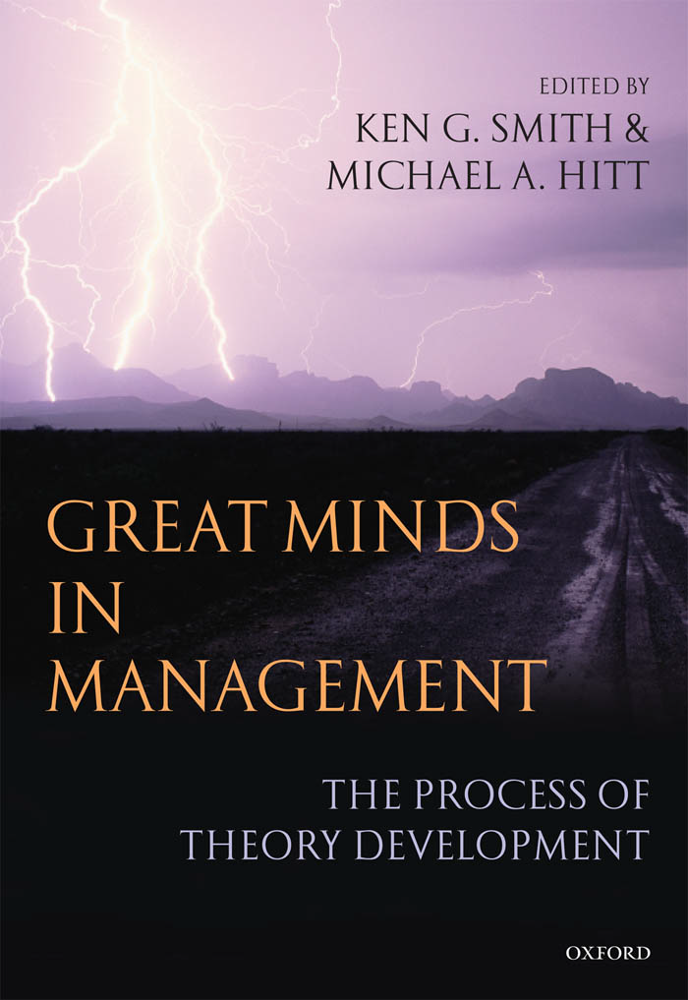 EDITED BY
KEN G. SMITH &
MICHAEL A. HITT
GREAT MINDS
IN
MANAGEMENT
THE PROCESS OF
THEORY DEVELOPMENT
OXFORD